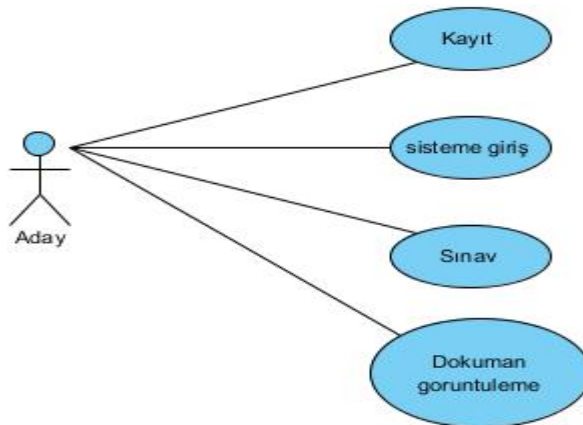 Kayıt
sisteme giriş
Aday
Sınav
Dokuman
goruntuleme